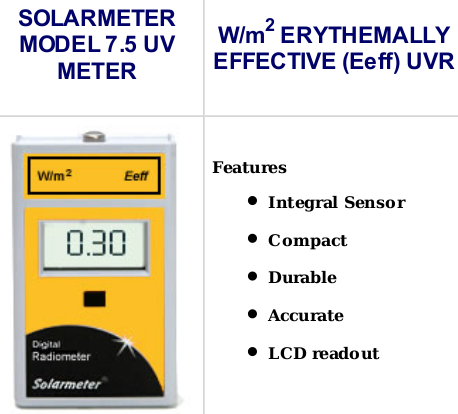 SOLARMETER
MODEL 7.5 UV
METER
W/m² ERYTHEMALLY
EFFECTIVE (Eeff) UVR
W/m² Eeff
0.30
Digital
Radiometer
Solarmeter®
Features
• Integral Sensor
• Compact
• Durable
• Accurate
• LCD readout